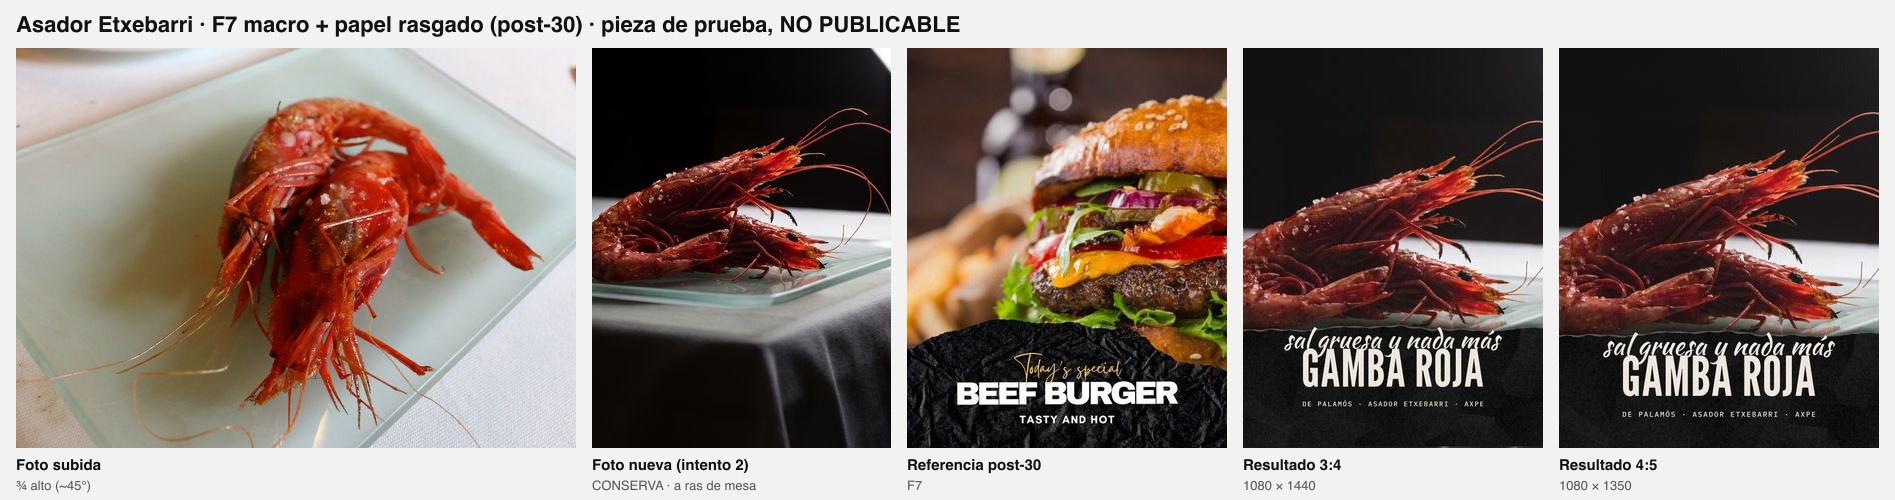 Asador Etxebarri · F7 macro + papel rasgado (post-30) · pieza de prueba, NO PUBLICABLE
Today's special
BEEF BURGER
TASTY AND HOT
sal gruesa y nada más
GAMBA ROJA
DE PALAMÓS · ASADOR ETXEBARRI · AXPE
sal gruesa y nada más
GAMBA ROJA
DE PALAMÓS · ASADOR ETXEBARRI · AXPE
Foto subida
¾ alto (~45°)
Foto nueva (intento 2)
CONSERVA · a ras de mesa
Referencia post-30
F7
Resultado 3:4
1080 × 1440
Resultado 4:5
1080 × 1350